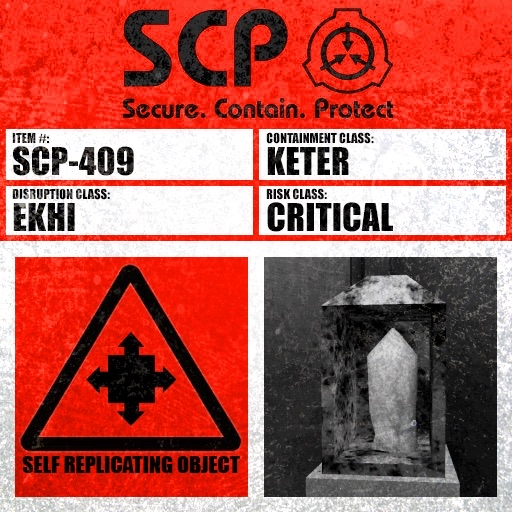 SCP
Secure. Contain. Protect
ITEM #:
SCP-409
CONTAINMENT CLASS:
KETER
DISRUPTION CLASS:
EKHI
RISK CLASS:
CRITICAL
SELF REPLICATING OBJECT